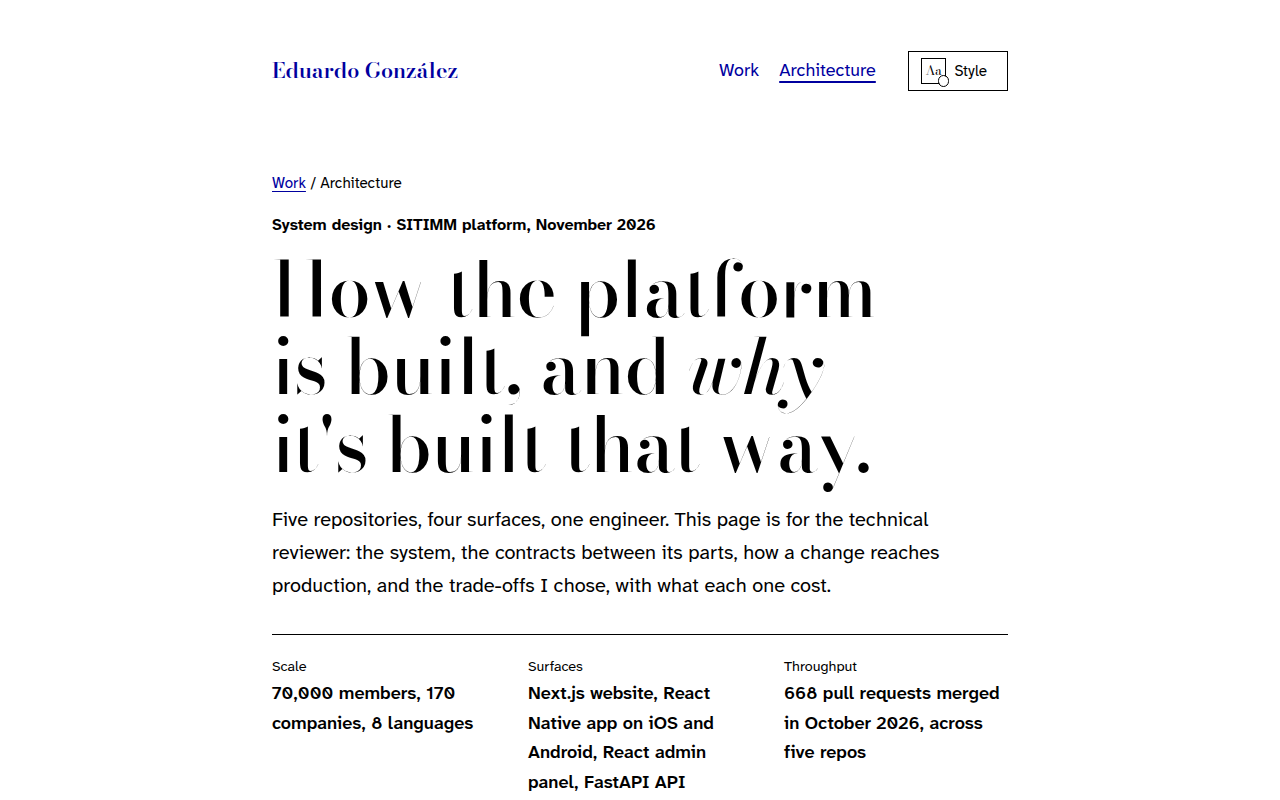 Eduardo González
Work Architecture Aa Style
Work / Architecture
System design · SITIMM platform, November 2026
How the platform
is built, and why
it's built that way.
Five repositories, four surfaces, one engineer. This page is for the technical
reviewer: the system, the contracts between its parts, how a change reaches
production, and the trade-offs I chose, with what each one cost.
Scale
70,000 members, 170
companies, 8 languages
Surfaces
Next.js website, React
Native app on iOS and
Android, React admin
panel, FastAPI API
Throughput
668 pull requests merged
in October 2026, across
five repos